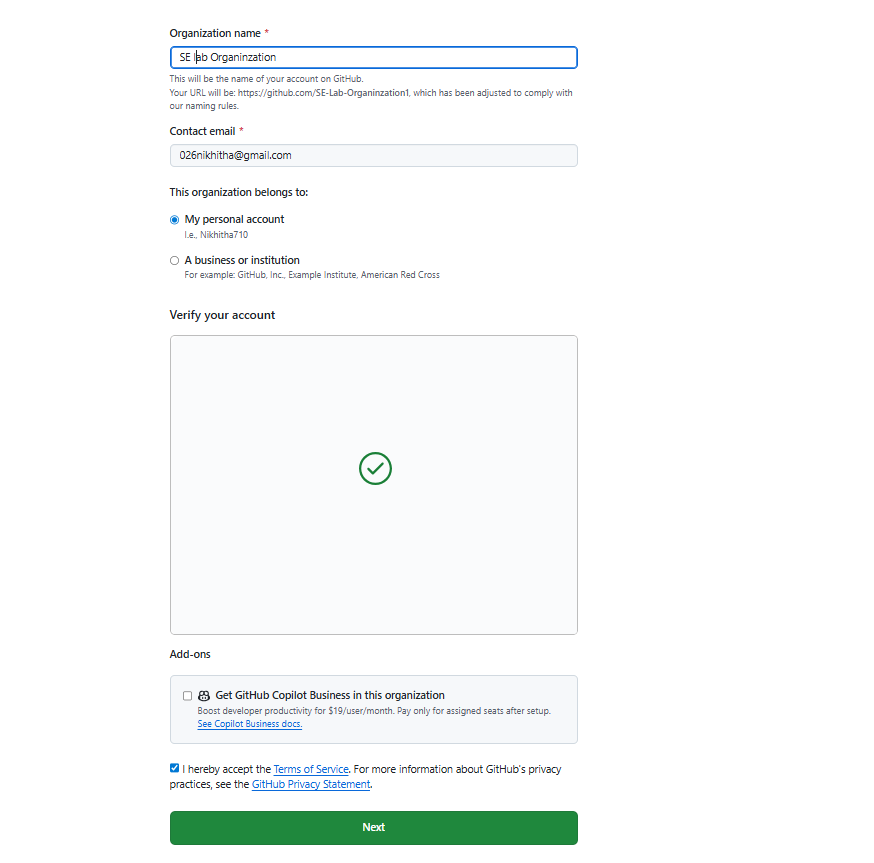 Organization name *
SE lab Organinzation
This will be the name of your account on GitHub.
Your URL will be: https://github.com/SE-Lab-Organinzation1, which has been adjusted to comply with
our naming rules.
Contact email *
026nikhitha@gmail.com
This organization belongs to:
My personal account
I.e., Nikhitha710
A business or institution
For example: GitHub, Inc., Example Institute, American Red Cross
Verify your account
Add-ons
Get GitHub Copilot Business in this organization
Boost developer productivity for $19/user/month. Pay only for assigned seats after setup.
See Copilot Business docs.
I hereby accept the Terms of Service. For more information about GitHub's privacy
practices, see the GitHub Privacy Statement.
Next